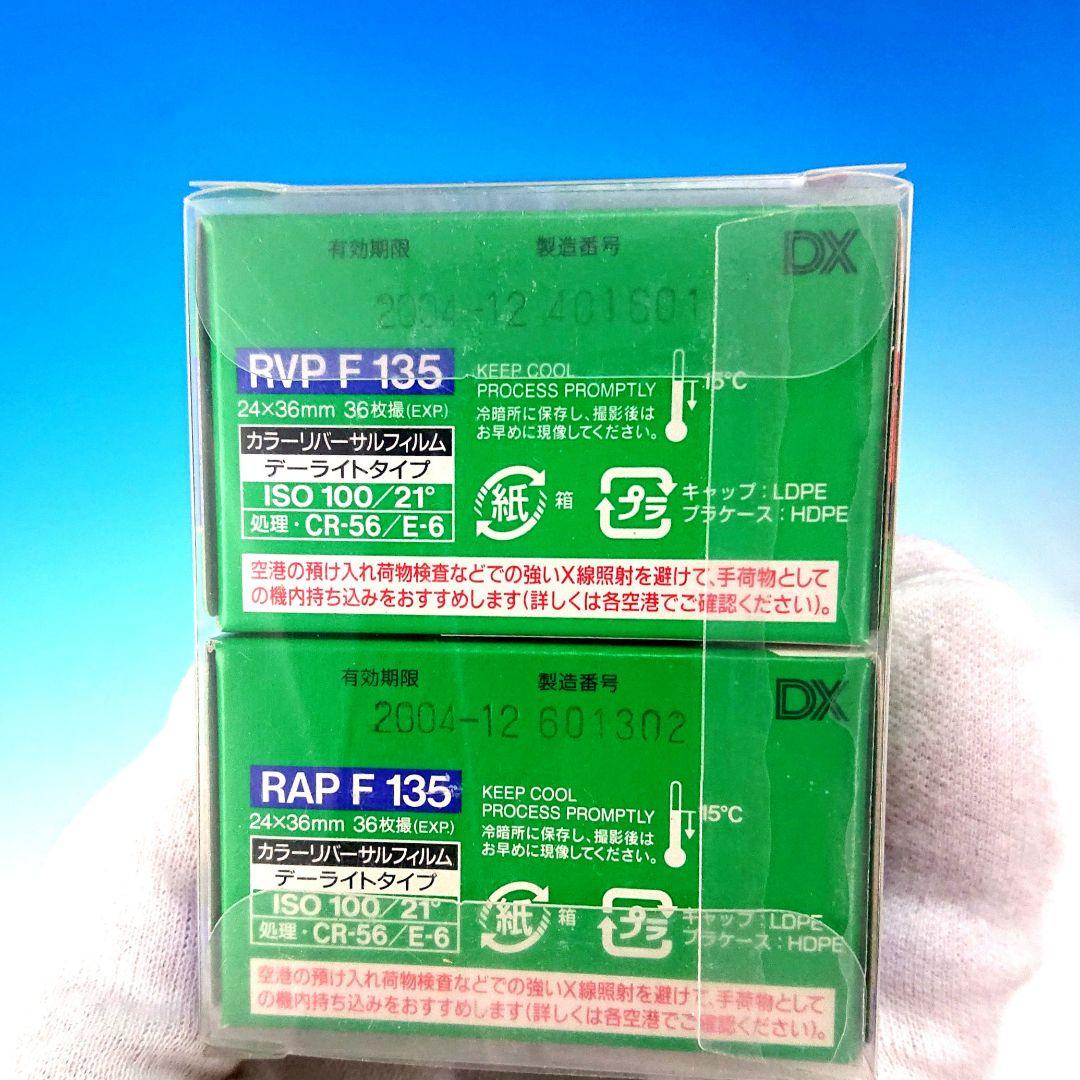 有効期限 製造番号 DX
2004-12 401601
RVP F 135
24×36mm 36枚撮(EXP.)
カラーリバーサルフィルム
デーライトタイプ
ISO 100/21°
処理・CR-56/E-6
KEEP COOL
PROCESS PROMPTLY
冷暗所に保存し、撮影後は
お早めに現像してください。
15°C
紙 箱
プラ
キャップ:LDPE
プラケース:HDPE
空港の預け入れ荷物検査などでの強いX線照射を避けて、手荷物として
の機内持ち込みをおすすめします(詳しくは各空港でご確認ください)。
有効期限 製造番号 DX
2004-12 601302
RAP F 135
24×36mm 36枚撮(EXP.)
カラーリバーサルフィルム
デーライトタイプ
ISO 100/21°
処理・CR-56/E-6
KEEP COOL
PROCESS PROMPTLY
冷暗所に保存し、撮影後は
お早めに現像してください。
15°C
紙 箱
プラ
キャップ:LDPE
プラケース:HDPE
空港の預け入れ荷物検査などでの強いX線照射を避けて、手荷物として
の機内持ち込みをおすすめします(詳しくは各空港でご確認ください)。